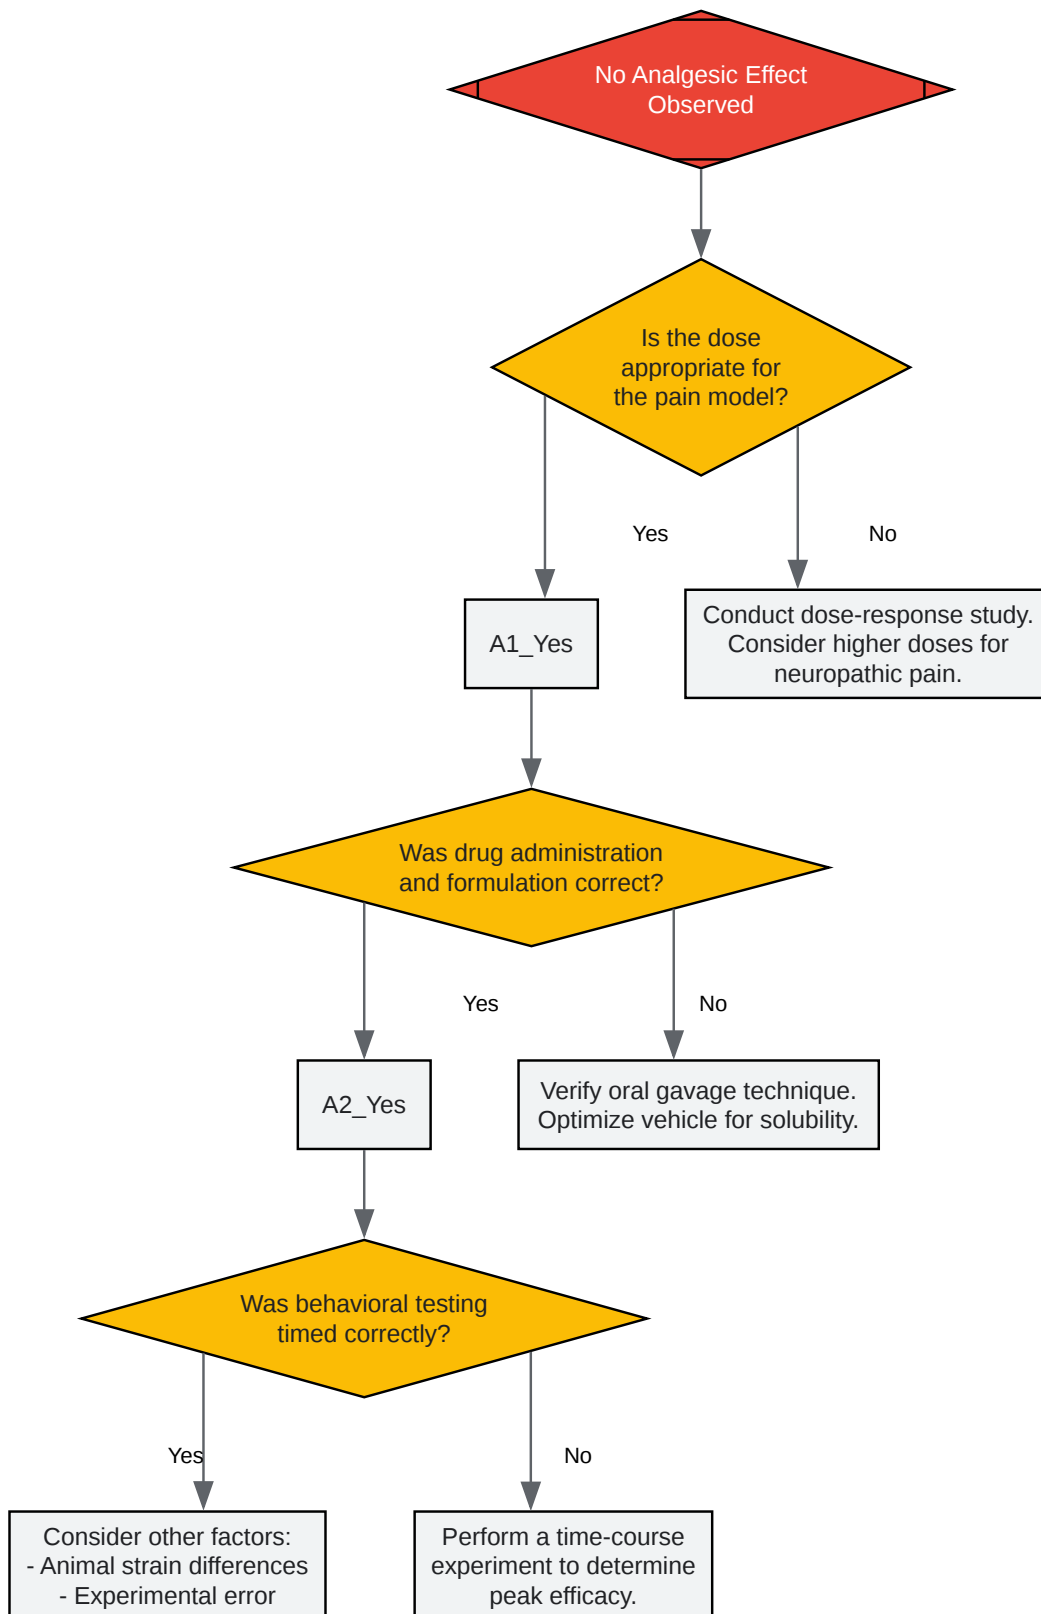 No Analgesic Effect
Observed
Is the dose
appropriate for
the pain model?
Yes
No
A1_Yes
Conduct dose-response study.
Consider higher doses for
neuropathic pain.
Was drug administration
and formulation correct?
Yes
No
A2_Yes
Verify oral gavage technique.
Optimize vehicle for solubility.
Was behavioral testing
timed correctly?
Yes
No
Consider other factors:
- Animal strain differences
- Experimental error
Perform a time-course
experiment to determine
peak efficacy.